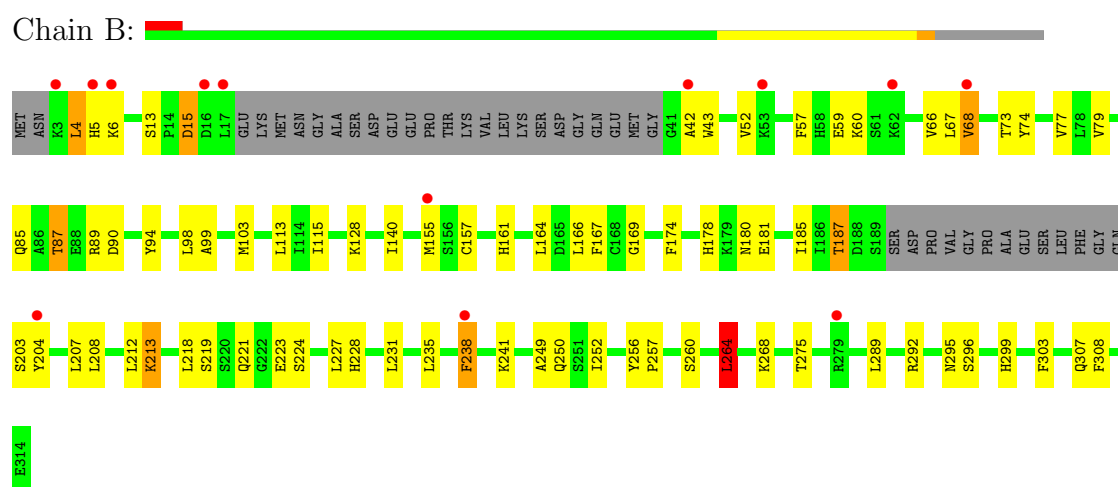 Chain B:
MET ASN K3 L4 H5 K6 S13 P14 D15 D16 L17 GLU LYS MET ASN GLY ALA SER ASP GLU GLU PRO THR LYS VAL LEU LYS SER ASP GLY GLN GLU MET GLY G41 A42 W43 V52 K53 F57 H58 E59 K60 S61 K62 V66 L67 V68 T73 Y74 V77 L78 V79
Q85 A86 T87 E88 R89 D90 Y94 L98 A99 M103 L113 I114 I115 K128 I140 M155 S156 C157 H161 L164 D165 L166 F167 C168 G169 F174 H178 K179 N180 E181 I185 I186 T187 D188 S189 SER ASP PRO VAL GLY PRO ALA GLU SER LEU PHE GLY GLN
S203 Y204 L207 L208 L212 K213 L218 S219 S220 Q221 G222 E223 S224 L227 H228 L231 L235 F238 K241 A249 Q250 S251 I252 Y256 P257 S260 L264 K268 T275 R279 L289 R292 N295 S296 H299 F303 Q307 F308
E314